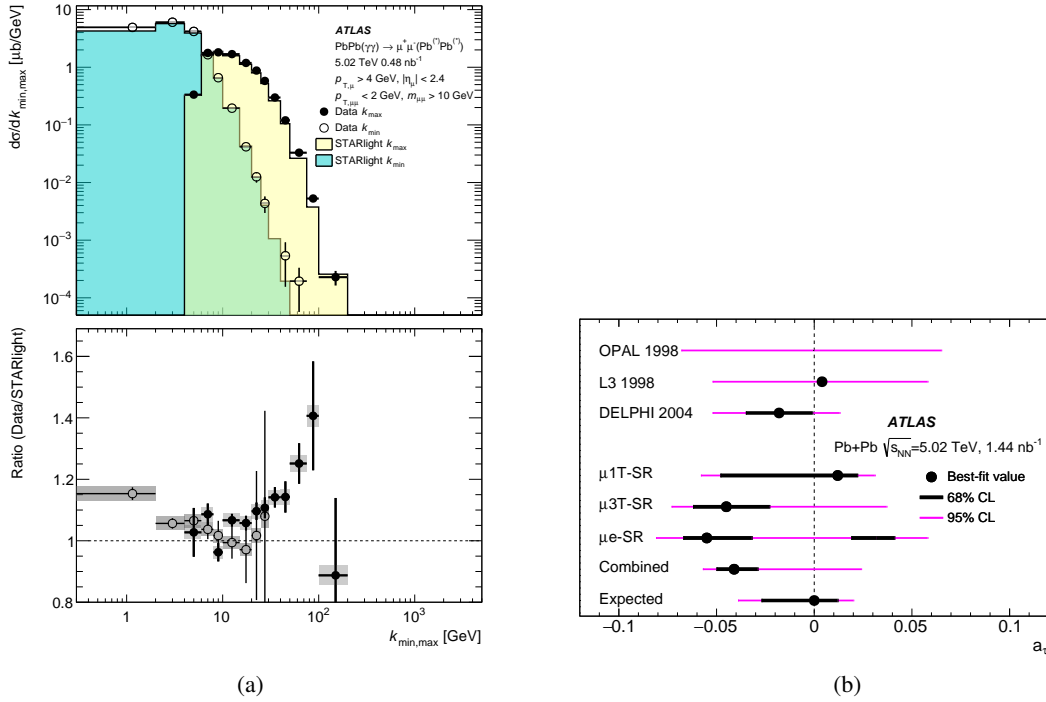 dσ/dk_min,max [μb/GeV]
10
1
10⁻¹
10⁻²
10⁻³
10⁻⁴
ATLAS
PbPb(γγ) → μ⁺μ⁻(Pb⁽*⁾Pb⁽*⁾)
5.02 TeV 0.48 nb⁻¹
p_T,μ > 4 GeV, |η_μ| < 2.4
p_T,μμ < 2 GeV, m_μμ > 10 GeV
Data k_max
Data k_min
STARlight k_max
STARlight k_min
Ratio (Data/STARlight)
1.6
1.4
1.2
1
0.8
1 10 10² 10³
k_min,max [GeV]
(a)
OPAL 1998
L3 1998
DELPHI 2004
ATLAS
Pb+Pb √s_NN=5.02 TeV, 1.44 nb⁻¹
μ1T-SR
μ3T-SR
μe-SR
Combined
Expected
Best-fit value
68% CL
95% CL
−0.1 −0.05 0 0.05 0.1
(b)